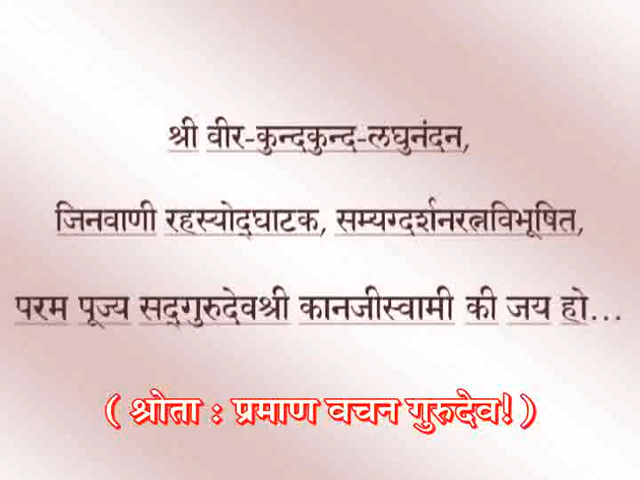 श्री वीर-कुन्दकुन्द-लघुनंदन,
जिनवाणी रहस्योद्‌घाटक, सम्यग्दर्शनरत्नविभूषित,
परम पूज्य सद्‌गुरुदेवश्री कानजीस्वामी की जय हो...
( श्रोता : प्रमाण वचन गुरुदेव! )